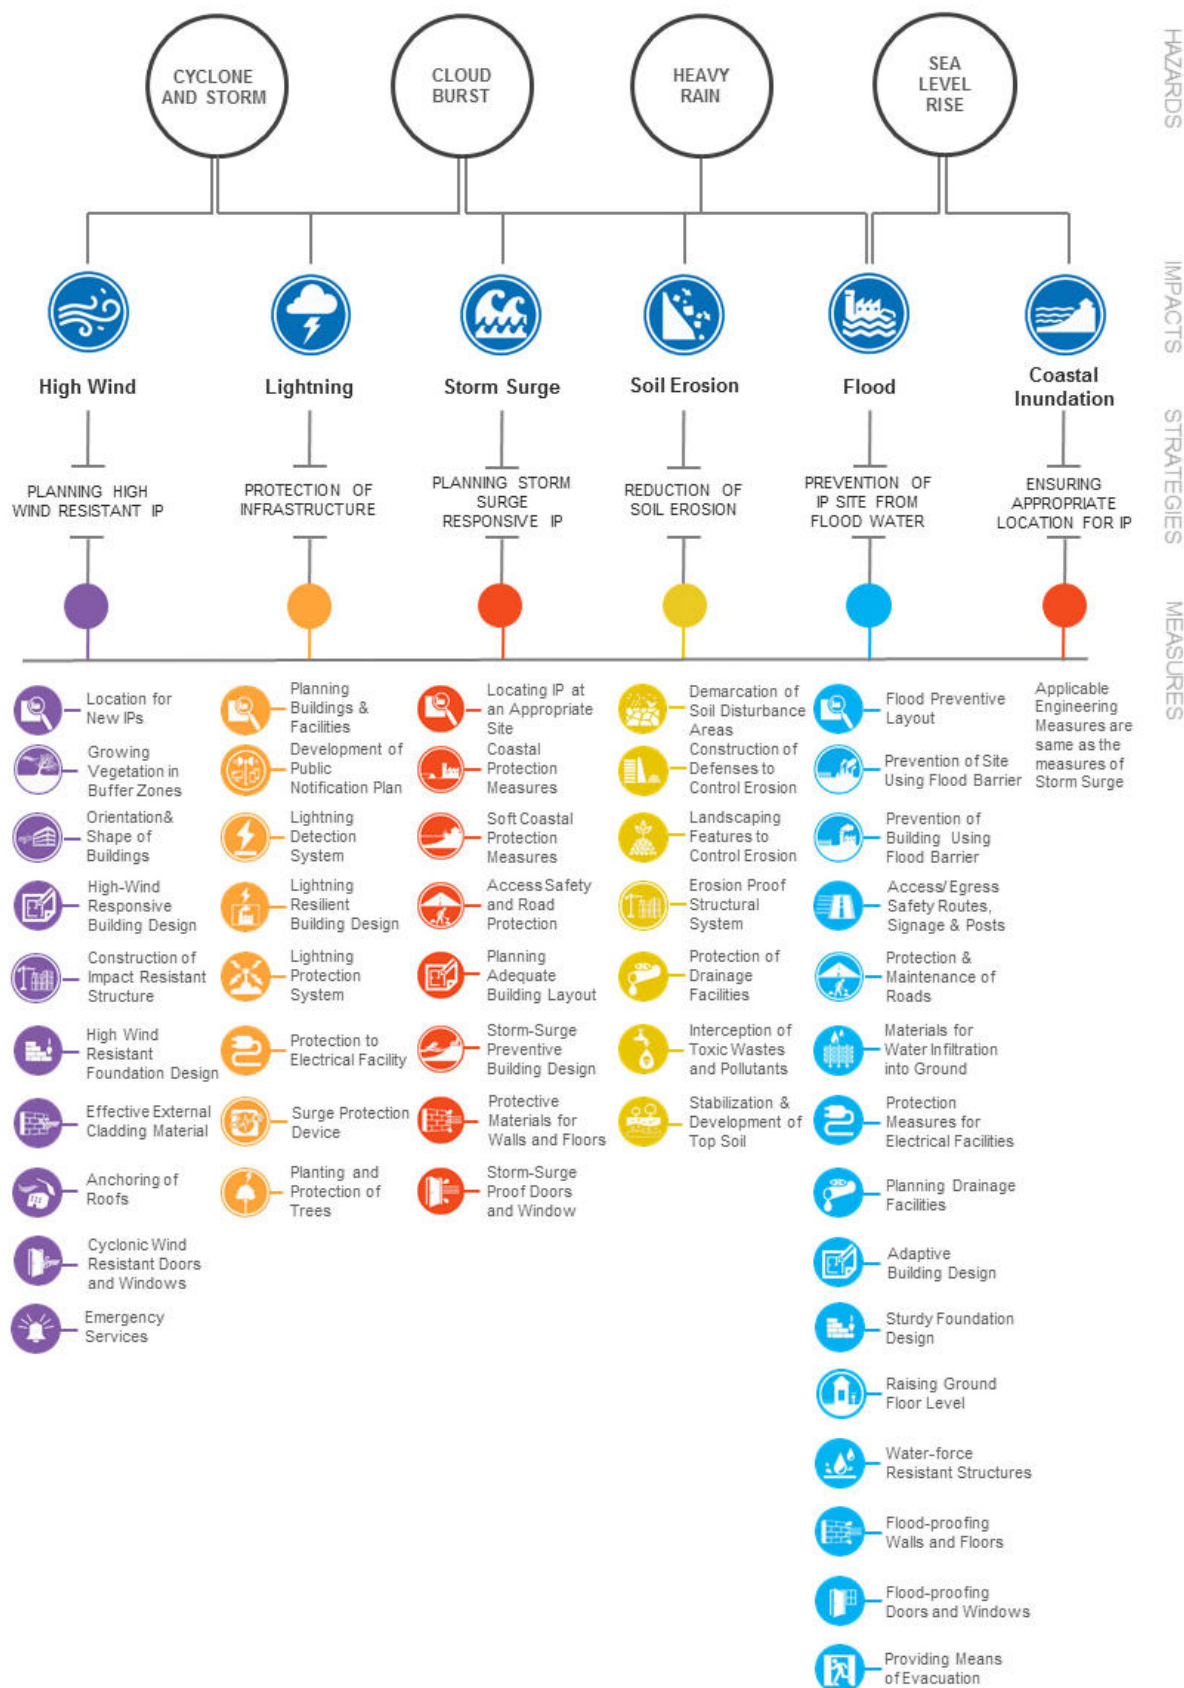 CYCLONE
AND STORM
CLOUD
BURST
HEAVY
RAIN
SEA
LEVEL
RISE
HAZARDS
High Wind
Lightning
Storm Surge
Soil Erosion
Flood
Coastal
Inundation
IMPACTS
PLANNING HIGH
WIND RESISTANT IP
PROTECTION OF
INFRASTRUCTURE
PLANNING STORM
SURGE
RESPONSIVE IP
REDUCTION OF
SOIL EROSION
PREVENTION OF
IP SITE FROM
FLOOD WATER
ENSURING
APPROPRIATE
LOCATION FOR IP
STRATEGIES
MEASURES
Location for
New IPs
Growing
Vegetation in
Buffer Zones
Orientation&
Shape of
Buildings
High-Wind
Responsive
Building Design
Construction of
Impact Resistant
Structure
High Wind
Resistant
Foundation Design
Effective External
Cladding Material
Anchoring of
Roofs
Cyclonic Wind
Resistant Doors
and Windows
Emergency
Services
Planning
Buildings &
Facilities
Development of
Public
Notification Plan
Lightning
Detection
System
Lightning
Resilient
Building Design
Lightning
Protection
System
Protection to
Electrical Facility
Surge Protection
Device
Planting and
Protection of
Trees
Locating IP at
an Appropriate
Site
Coastal
Protection
Measures
Soft Coastal
Protection
Measures
Access Safety
and Road
Protection
Planning
Adequate
Building Layout
Storm-Surge
Preventive
Building Design
Protective
Materials for
Walls and Floors
Storm-Surge
Proof Doors
and Window
Demarcation of
Soil Disturbance
Areas
Construction of
Defenses to
Control Erosion
Landscaping
Features to
Control Erosion
Erosion Proof
Structural
System
Protection of
Drainage
Facilities
Interception of
Toxic Wastes
and Pollutants
Stabilization &
Development of
Top Soil
Flood Preventive
Layout
Prevention of Site
Using Flood Barrier
Prevention of
Building Using
Flood Barrier
Access/Egress
Safety Routes,
Signage & Posts
Protection &
Maintenance of
Roads
Materials for
Water Infiltration
into Ground
Protection
Measures for
Electrical Facilities
Planning Drainage
Facilities
Adaptive
Building Design
Sturdy Foundation
Design
Raising Ground
Floor Level
Water-force
Resistant Structures
Flood-proofing
Walls and Floors
Flood-proofing
Doors and Windows
Providing Means
of Evacuation
Applicable
Engineering
Measures are
same as the
measures of
Storm Surge